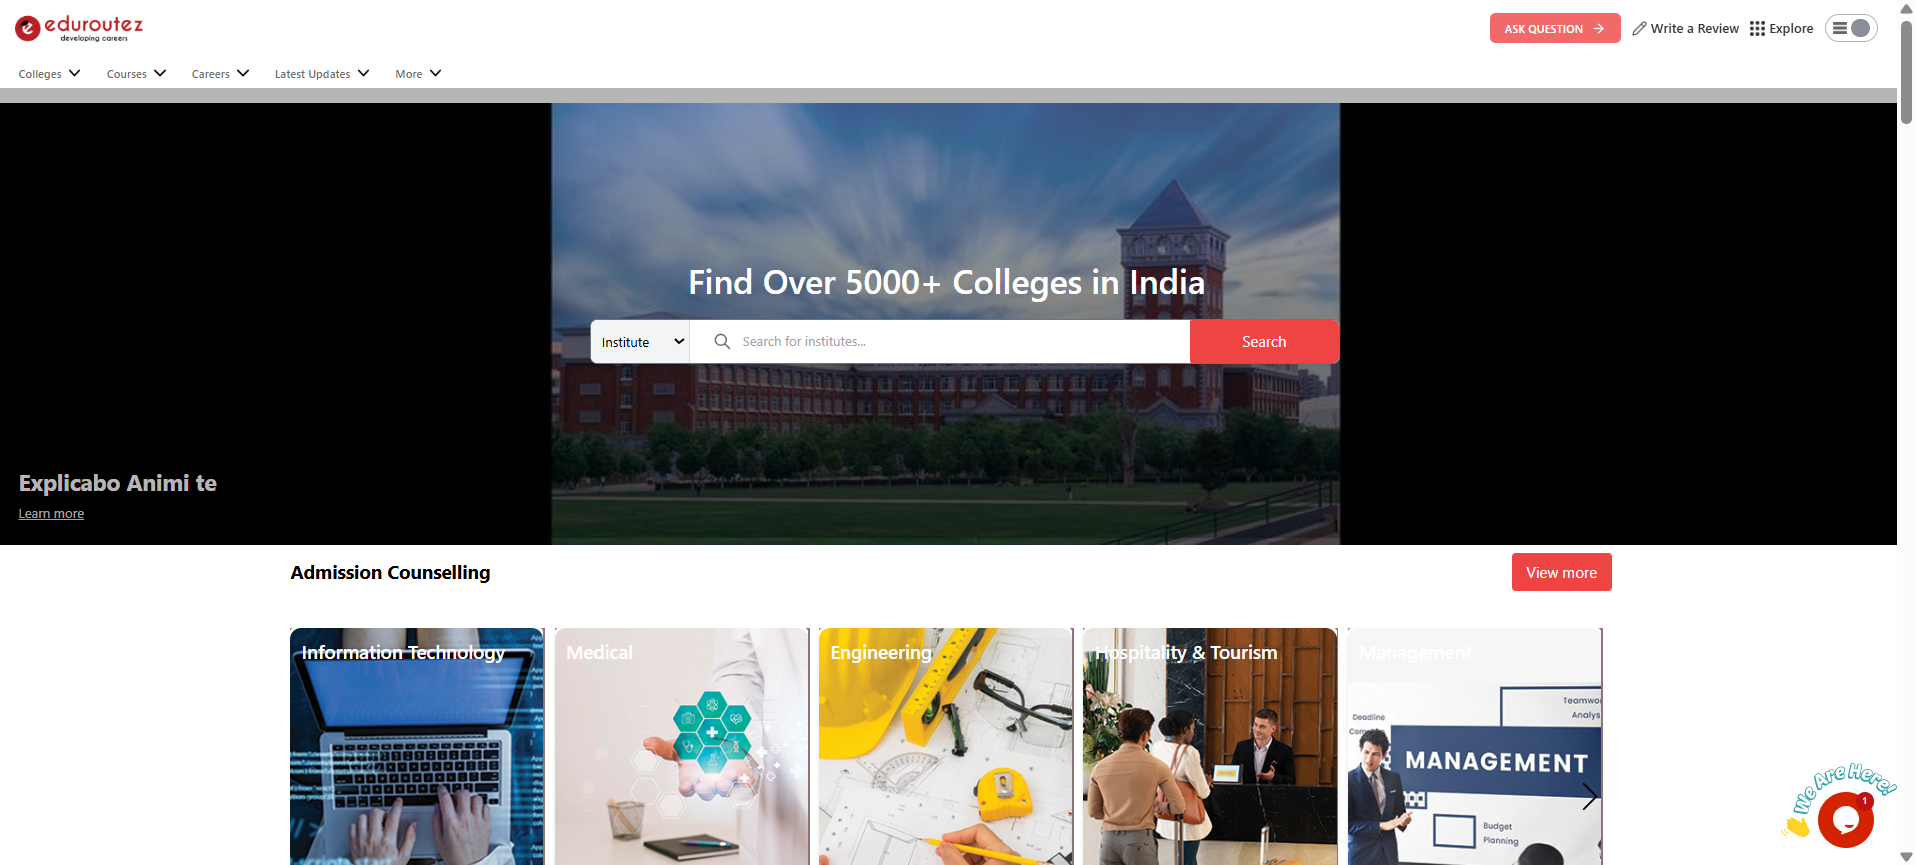 eduroutez
developing careers
ASK QUESTION
Write a Review
Explore
Colleges
Courses
Careers
Latest Updates
More
Find Over 5000+ Colleges in India
Institute
Search for institutes...
Search
Explicabo Animi te
Learn more
Admission Counselling
View more
Information Technology
Medical
Engineering
Hospitality & Tourism
Management
Teamwo
Analys
Deadline
MANAGEMENT
Budget
Planning
We Are Here!
1